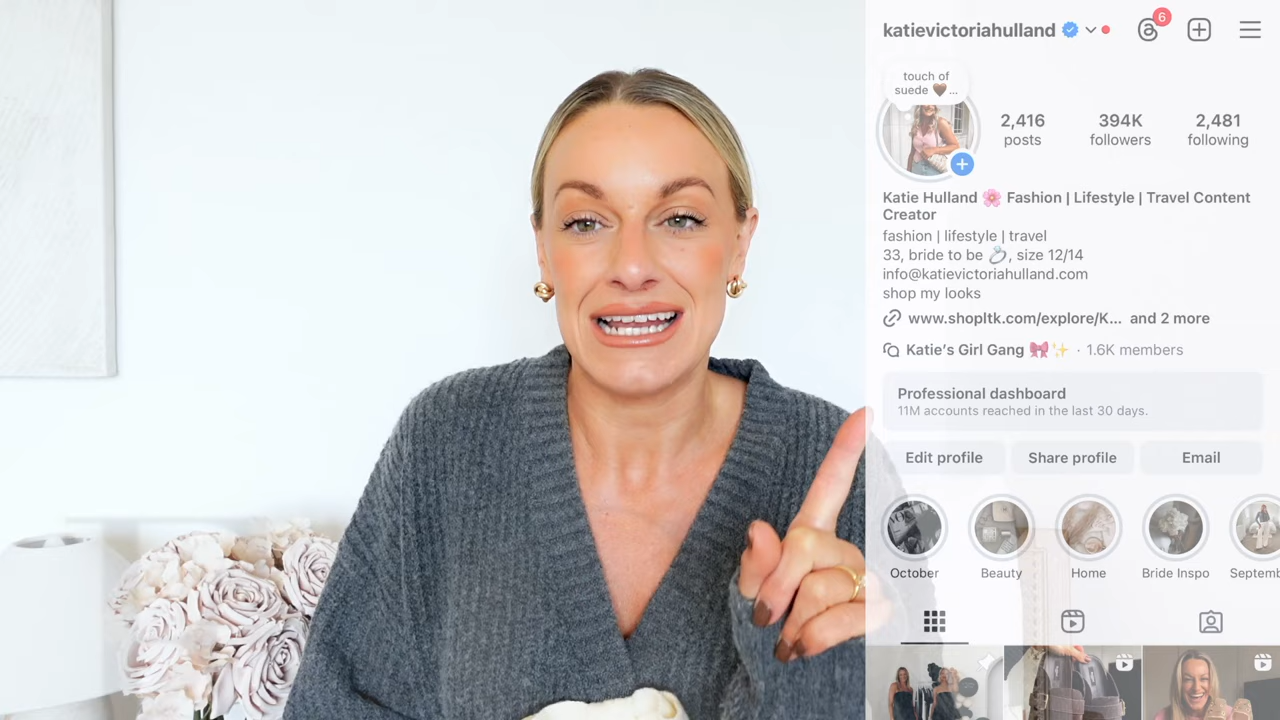 katievictoriahulland
6
touch of
suede 🤎...
2,416
posts
394K
followers
2,481
following
Katie Hulland 🌸 Fashion | Lifestyle | Travel Content
Creator
fashion | lifestyle | travel
33, bride to be 💍, size 12/14
info@katievictoriahulland.com
shop my looks
www.shopltk.com/explore/K... and 2 more
Katie's Girl Gang 🎀✨ · 1.6K members
Professional dashboard
11M accounts reached in the last 30 days.
Edit profile
Share profile
Email
October
Beauty
Home
Bride Inspo
Septemb